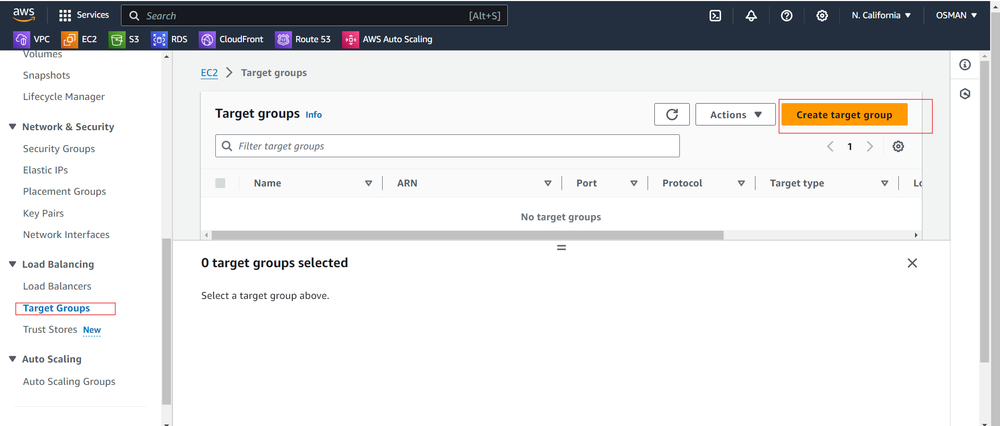 aws
Services
Search
[Alt+S]
N. California
OSMAN
VPC
EC2
S3
RDS
CloudFront
53
Route 53
AWS Auto Scaling
Volumes
Snapshots
Lifecycle Manager
Network & Security
Security Groups
Elastic IPs
Placement Groups
Key Pairs
Network Interfaces
Load Balancing
Load Balancers
Target Groups
Trust Stores New
Auto Scaling
Auto Scaling Groups
EC2 > Target groups
Target groups Info
Actions
Create target group
Filter target groups
1
Name
ARN
Port
Protocol
Target type
Lo
No target groups
0 target groups selected
Select a target group above.